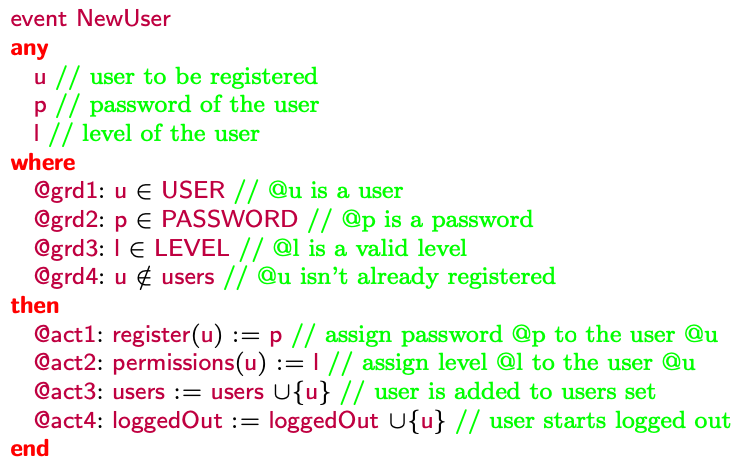 event NewUser
any
u // user to be registered
p // password of the user
l // level of the user
where
@grd1: u ∈ USER // @u is a user
@grd2: p ∈ PASSWORD // @p is a password
@grd3: l ∈ LEVEL // @l is a valid level
@grd4: u ∉ users // @u isn't already registered
then
@act1: register(u) := p // assign password @p to the user @u
@act2: permissions(u) := l // assign level @l to the user @u
@act3: users := users ∪{u} // user is added to users set
@act4: loggedOut := loggedOut ∪{u} // user starts logged out
end